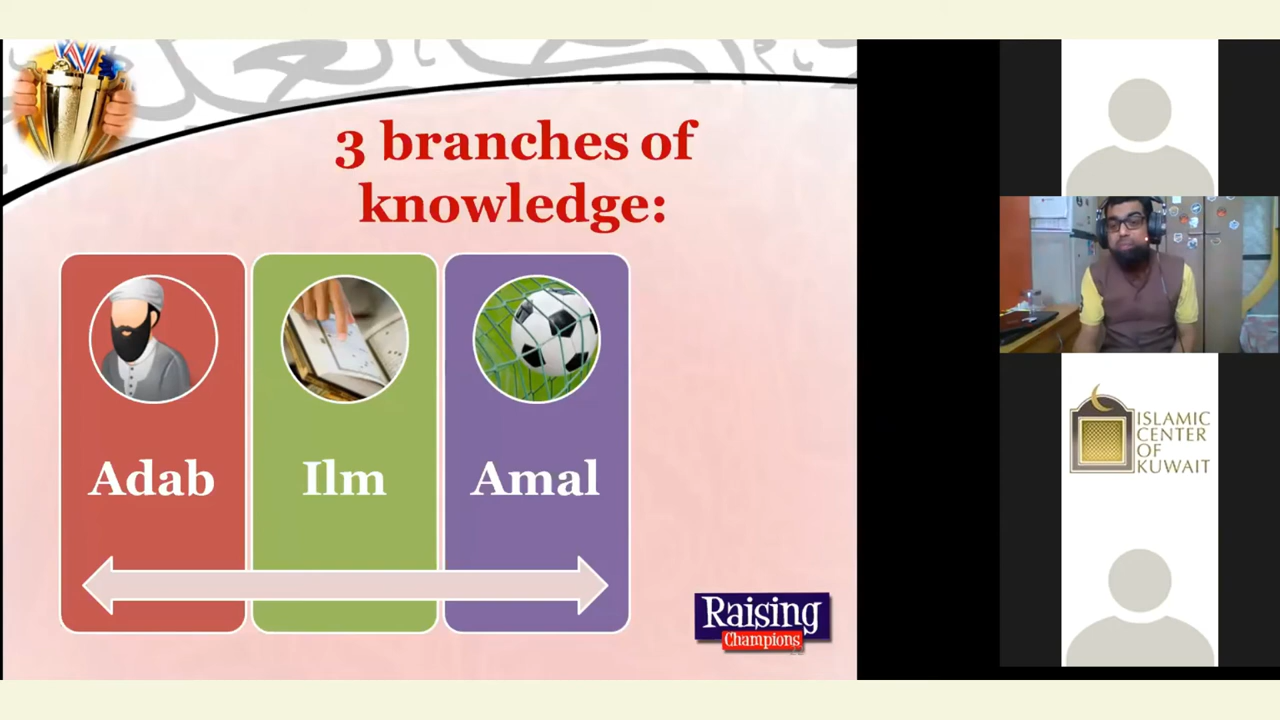 3 branches of
knowledge:
Adab
Ilm
Amal
Raising
Champions
ISLAMIC
CENTER
OF
KUWAIT